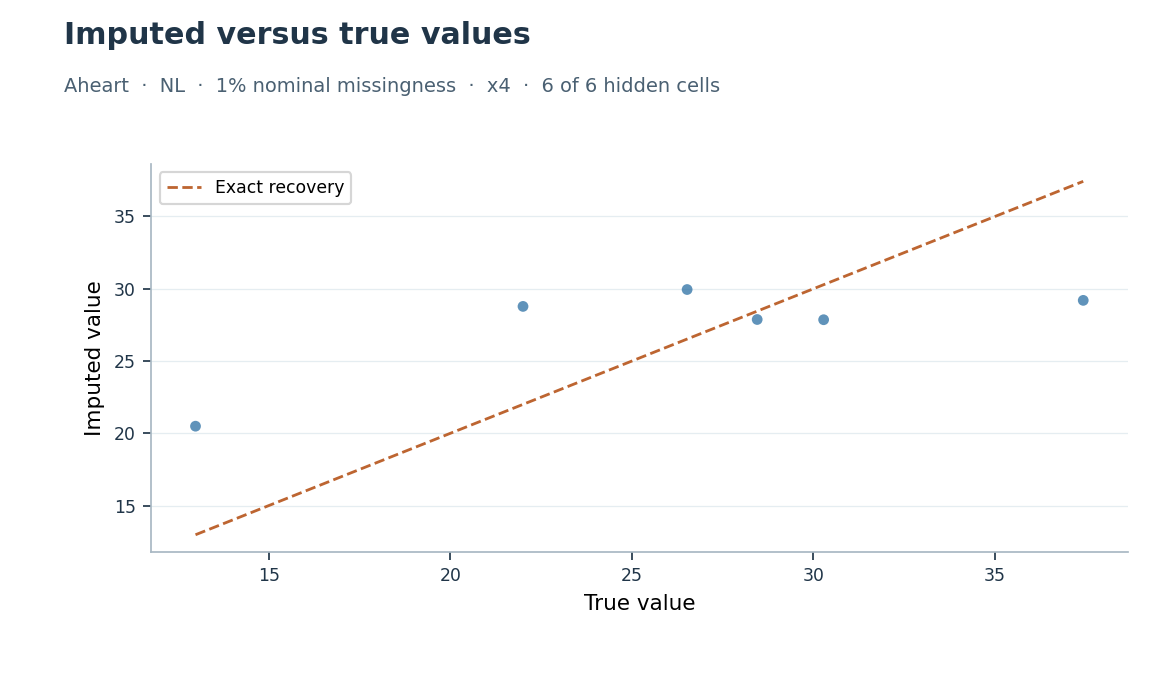 Imputed versus true values
Aheart · NL · 1% nominal missingness · x4 · 6 of 6 hidden cells
Exact recovery
Imputed value
35
30
25
20
15
15 20 25 30 35
True value